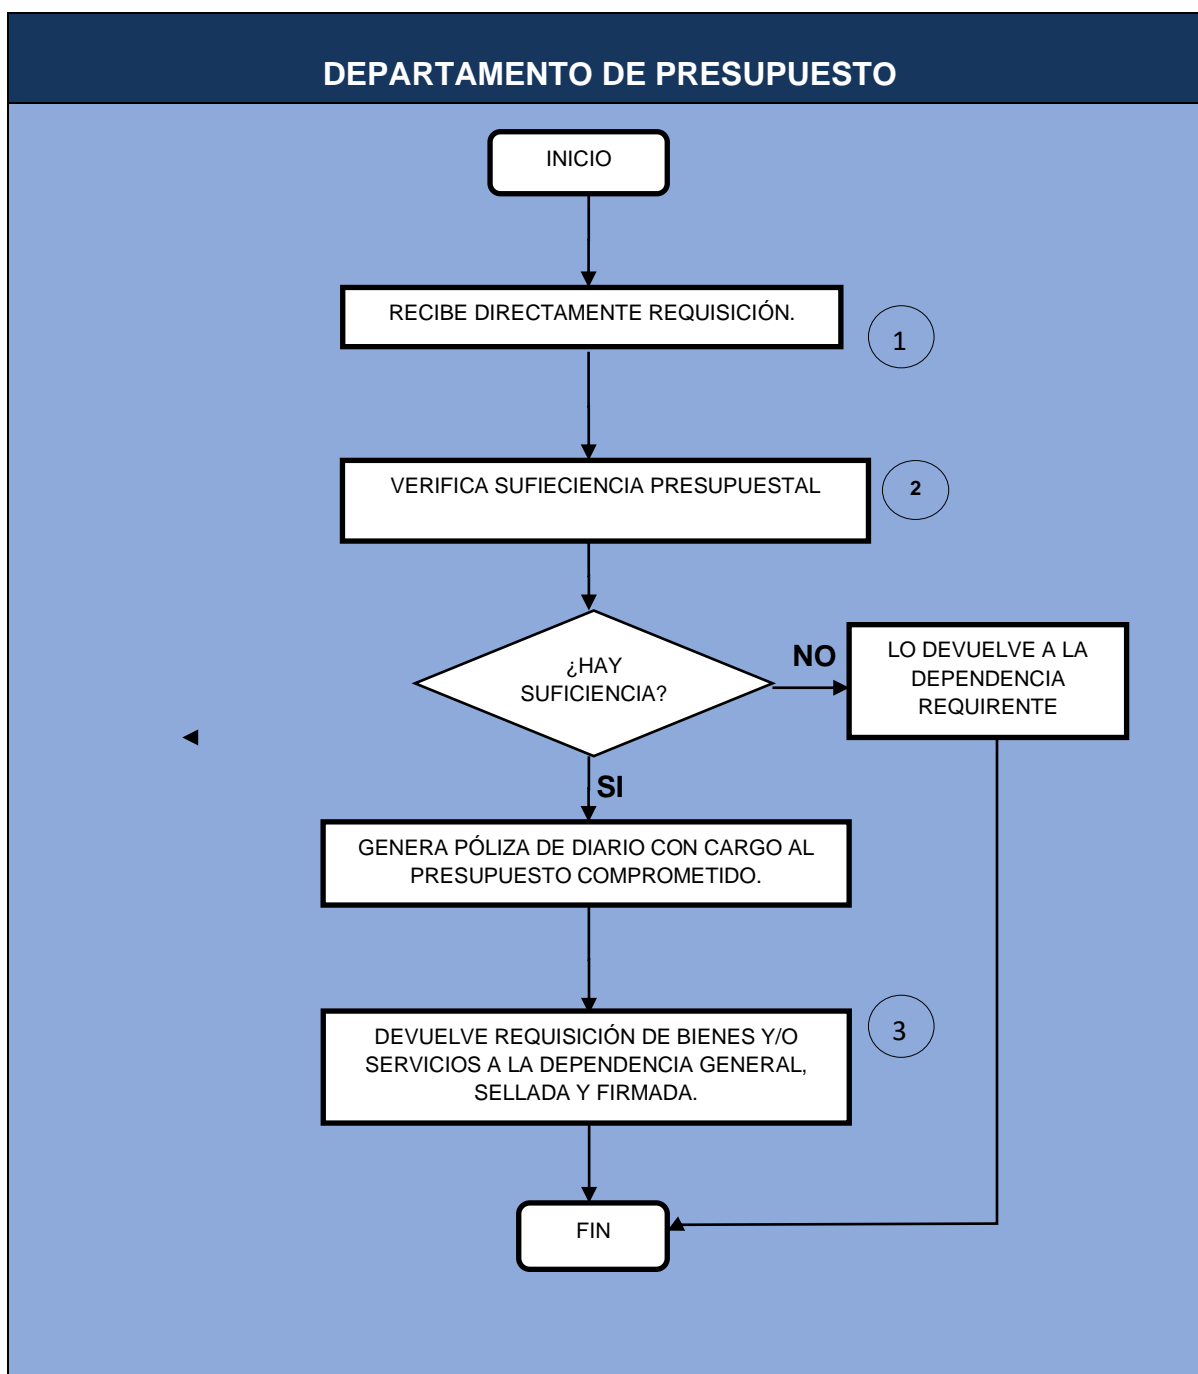 DEPARTAMENTO DE PRESUPUESTO
INICIO
RECIBE DIRECTAMENTE REQUISICIÓN.
1
VERIFICA SUFIECIENCIA PRESUPUESTAL
2
¿HAY
SUFICIENCIA?
NO
LO DEVUELVE A LA
DEPENDENCIA
REQUIRENTE
SI
GENERA PÓLIZA DE DIARIO CON CARGO AL
PRESUPUESTO COMPROMETIDO.
DEVUELVE REQUISICIÓN DE BIENES Y/O
SERVICIOS A LA DEPENDENCIA GENERAL,
SELLADA Y FIRMADA.
3
FIN